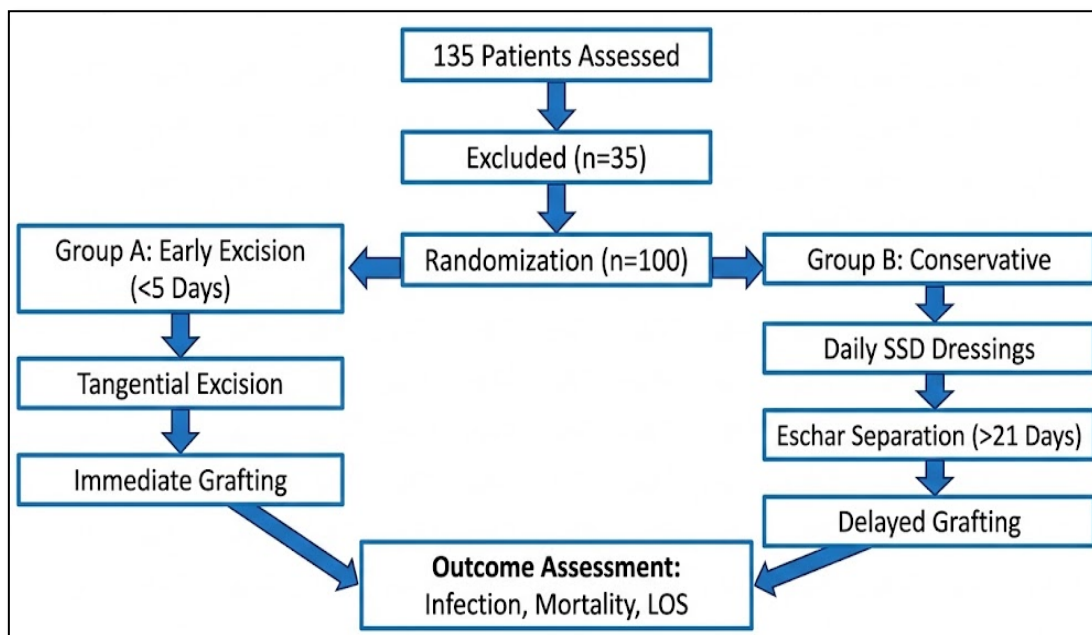 135 Patients Assessed
Excluded (n=35)
Randomization (n=100)
Group A: Early Excision
(<5 Days)
Tangential Excision
Immediate Grafting
Group B: Conservative
Daily SSD Dressings
Eschar Separation (>21 Days)
Delayed Grafting
Outcome Assessment:
Infection, Mortality, LOS